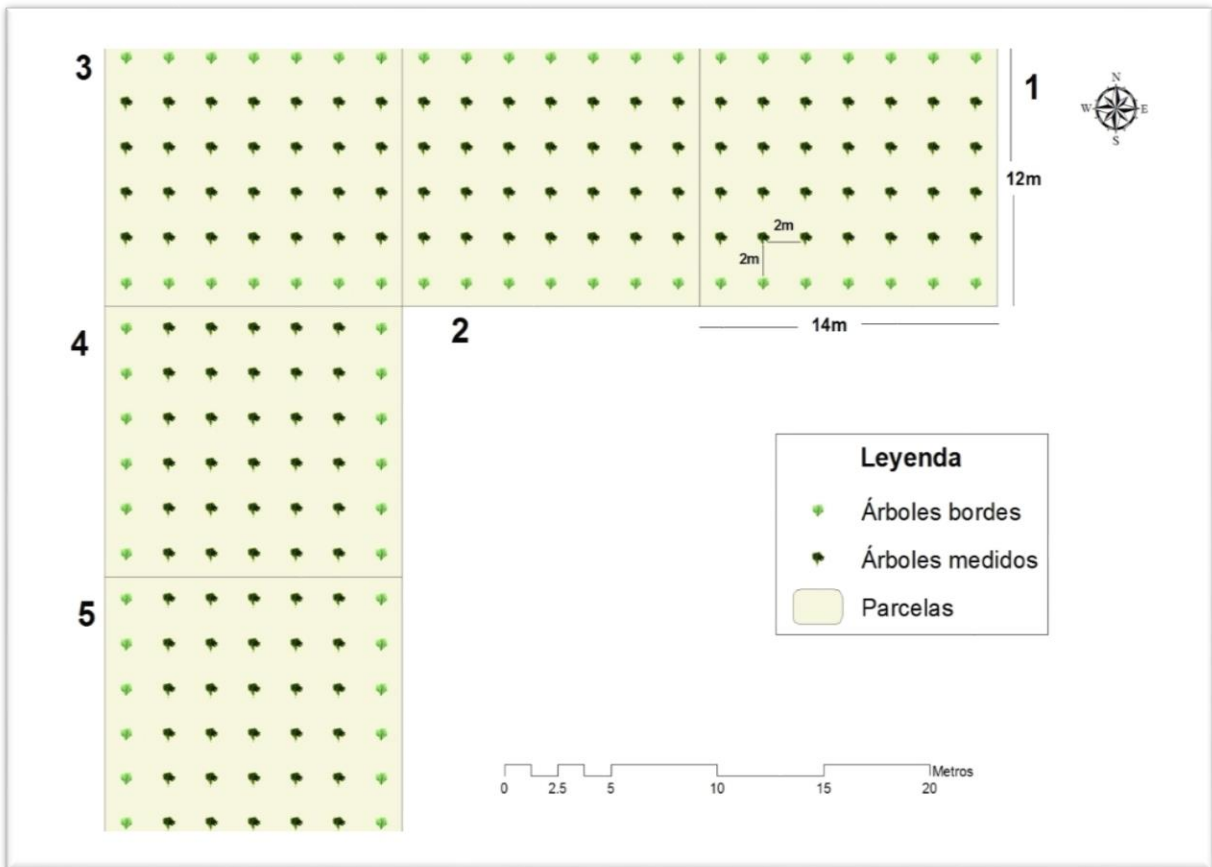 3
1
N
W E
S
12m
2m
2m
14m
4
2
Leyenda
Árboles bordes
Árboles medidos
Parcelas
5
Metros
0 2.5 5 10 15 20